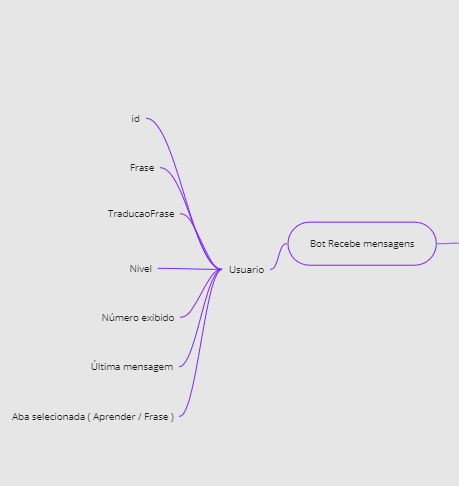 id
Frase
TraducaoFrase
Nivel
Número exibido
Última mensagem
Aba selecionada ( Aprender / Frase )
Usuario
Bot Recebe mensagens